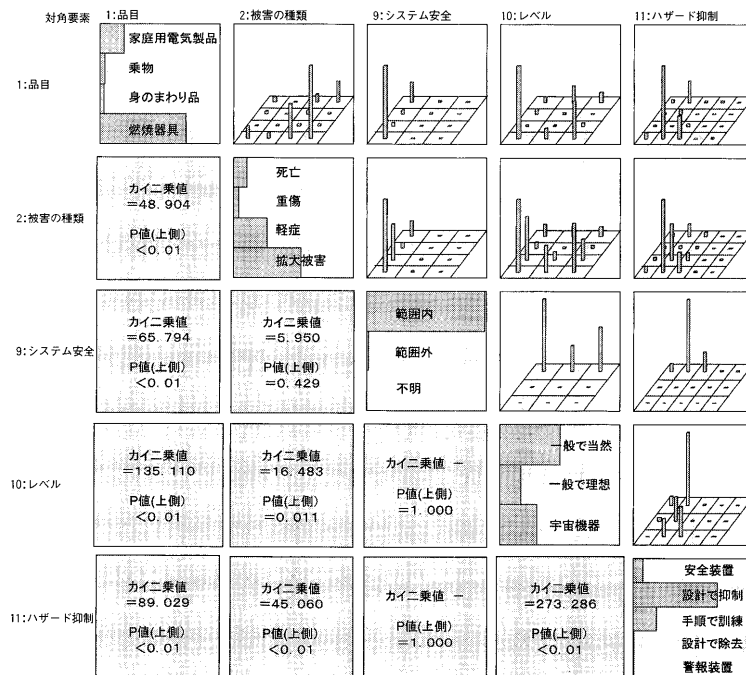 対角要素
1:品目
2:被害の種類
9:システム安全
10:レベル
11:ハザード抑制
1:品目
家庭用電気製品
乗物
身のまわり品
燃焼器具
2:被害の種類
カイ二乗値
=48.904
P値(上側)
<0.01
死亡
重傷
軽症
拡大被害
9:システム安全
カイ二乗値
=65.794
P値(上側)
<0.01
カイ二乗値
=5.950
P値(上側)
=0.429
範囲内
範囲外
不明
10:レベル
カイ二乗値
=135.110
P値(上側)
<0.01
カイ二乗値
=16.483
P値(上側)
=0.011
カイ二乗値 ー
P値(上側)
=1.000
一般で当然
一般で理想
宇宙機器
11:ハザード抑制
カイ二乗値
=89.029
P値(上側)
<0.01
カイ二乗値
=45.060
P値(上側)
<0.01
カイ二乗値 ー
P値(上側)
=1.000
カイ二乗値
=273.286
P値(上側)
<0.01
安全装置
設計で抑制
手順で訓練
設計で除去
警報装置